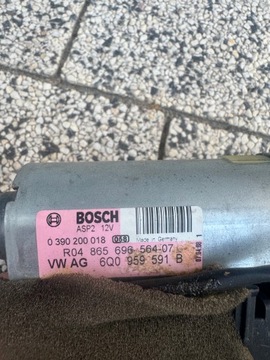 BOSCH
ASP2 12V
Made in Germany
0 390 200 018
R04 865 696 564-07
VW AG 6Q0 959 591 B